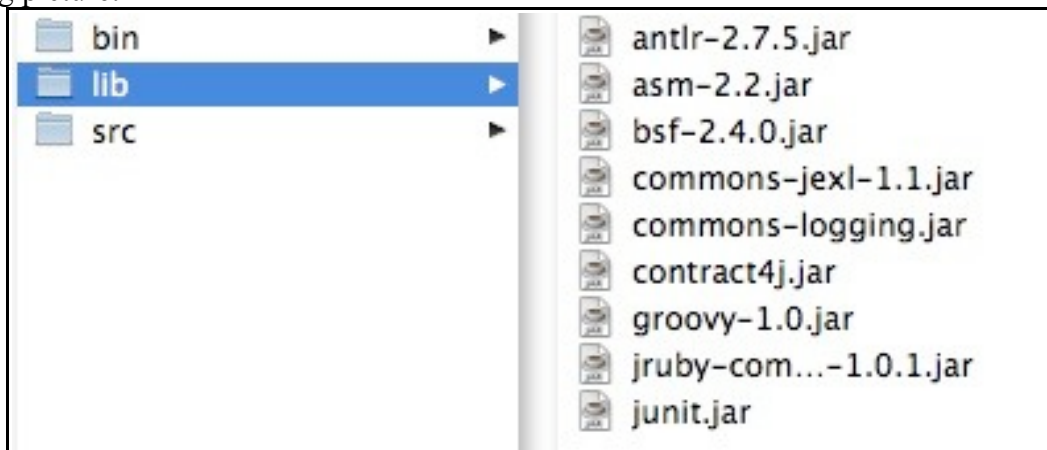 g picture.
bin
lib
src
antlr-2.7.5.jar
asm-2.2.jar
bsf-2.4.0.jar
commons-jexl-1.1.jar
commons-logging.jar
contract4j.jar
groovy-1.0.jar
jruby-com...-1.0.1.jar
junit.jar